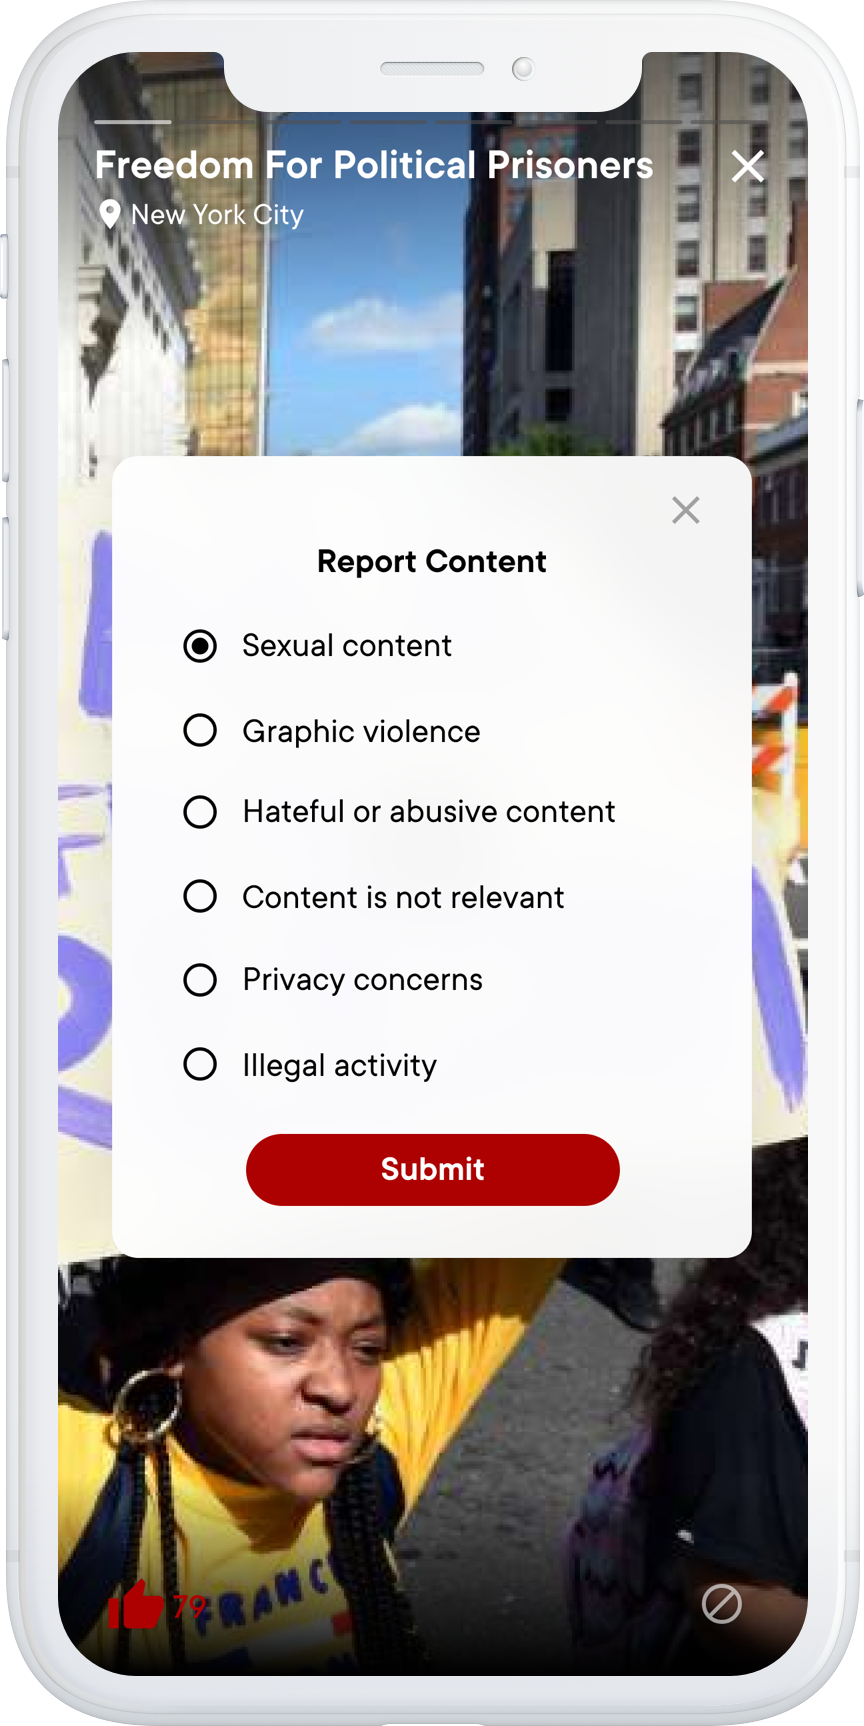 Freedom For Political Prisoners
New York City
Report Content
Sexual content
Graphic violence
Hateful or abusive content
Content is not relevant
Privacy concerns
Illegal activity
Submit
79
FRANC